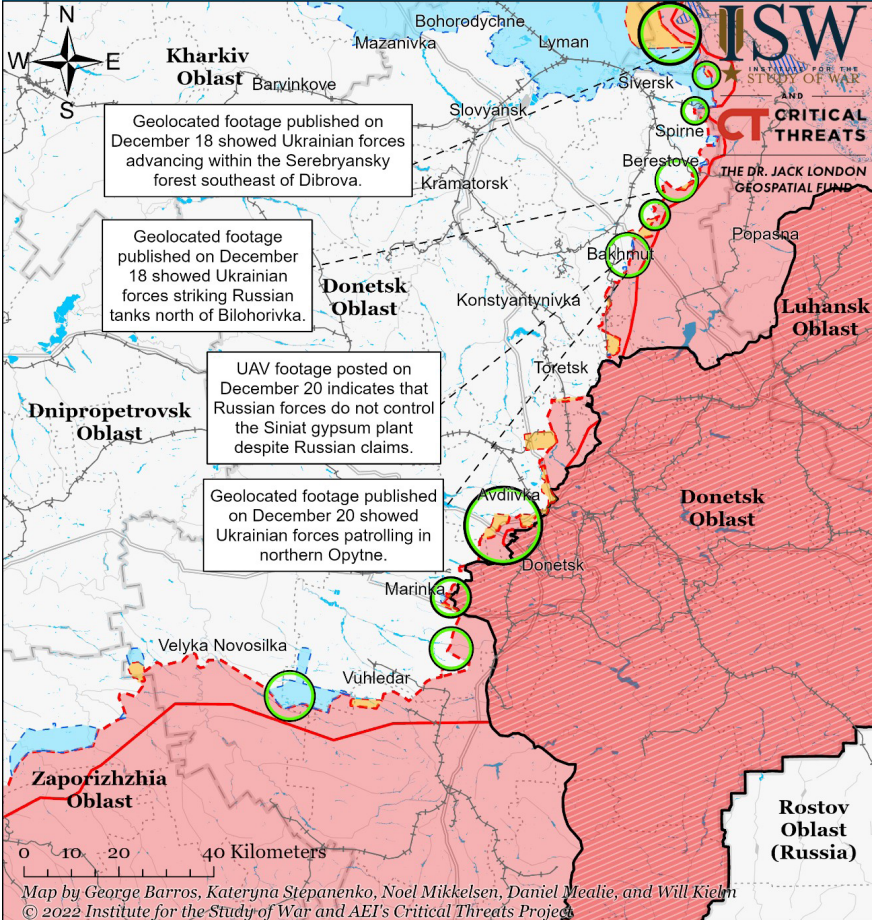 N
W E
S
Bohorodychne
Mazanivka
Lyman
Kharkiv
Oblast
Barvinkove
Slovyansk
Siversk
ISW
INSTITUTE FOR THE
STUDY OF WAR
AND
CT CRITICAL
THREATS
THE DR. JACK LONDON
GEOSPATIAL FUND
Geolocated footage published on
December 18 showed Ukrainian forces
advancing within the Serebryansky
forest southeast of Dibrova.
Spirne
Berestove
Kramatorsk
Geolocated footage
published on December
18 showed Ukrainian
forces striking Russian
tanks north of Bilohorivka.
Popasna
Bakhmut
Donetsk
Oblast
Konstyantynivka
Luhansk
Oblast
UAV footage posted on
December 20 indicates that
Russian forces do not control
the Siniat gypsum plant
despite Russian claims.
Toretsk
Dnipropetrovsk
Oblast
Geolocated footage published
on December 20 showed
Ukrainian forces patrolling in
northern Opytne.
Avdiivka
Donetsk
Oblast
Donetsk
Marinka
Velyka Novosilka
Vuhledar
Zaporizhzhia
Oblast
Rostov
Oblast
(Russia)
0 10 20 40 Kilometers
Map by George Barros, Kateryna Stepanenko, Noel Mikkelsen, Daniel Mealie, and Will Kielm
© 2022 Institute for the Study of War and AEI's Critical Threats Project